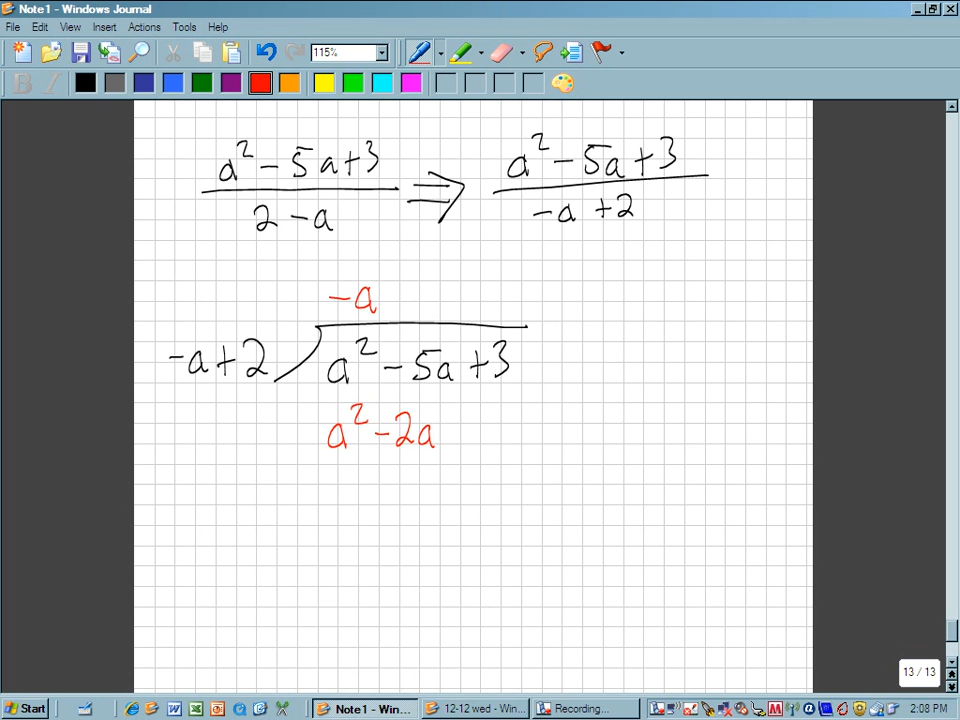 Note1 - Windows Journal
File Edit View Insert Actions Tools Help
115%
B I
a² - 5a + 3
2 - a
⇒
a² - 5a + 3
-a + 2
-a
-a + 2 a² - 5a + 3
a² - 2a
13 / 13
Start Note1 - Win... 12-12 wed - Win... Recording... 2:08 PM